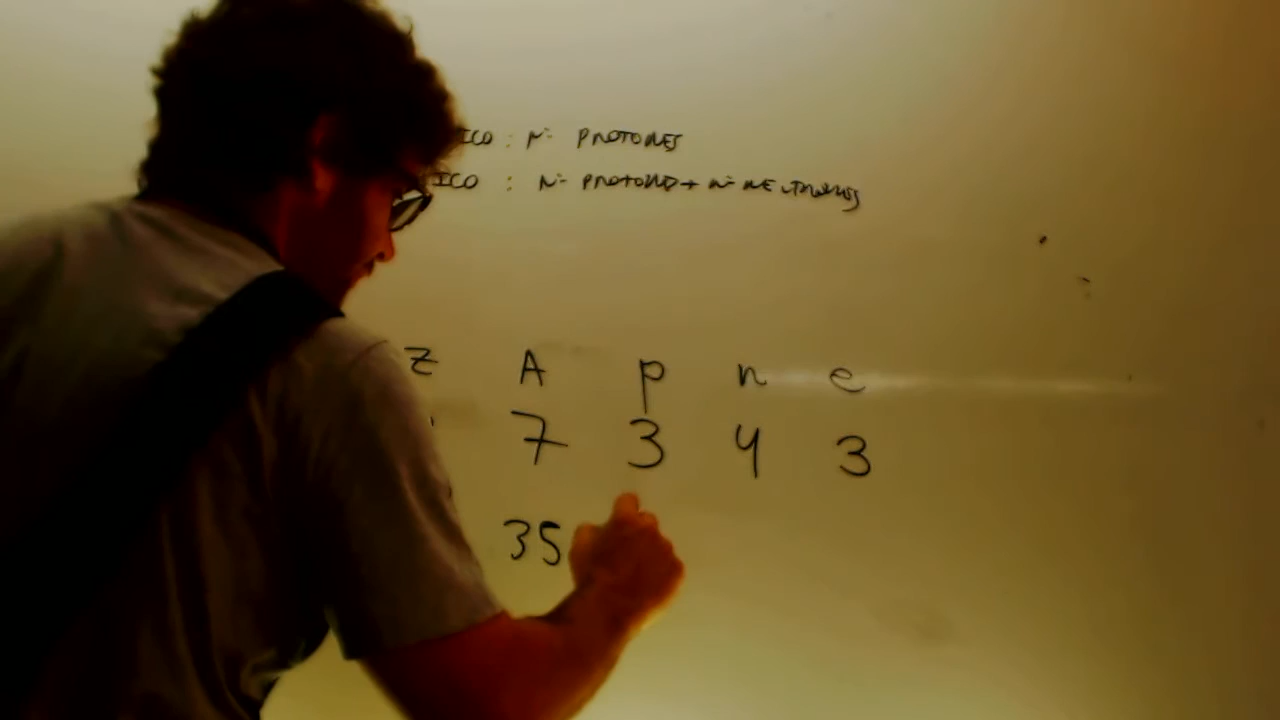 ICO : Nº PROTONES
ICO : Nº PROTONES + Nº NEUTRONES
Z A p n e
7 3 4 3
35